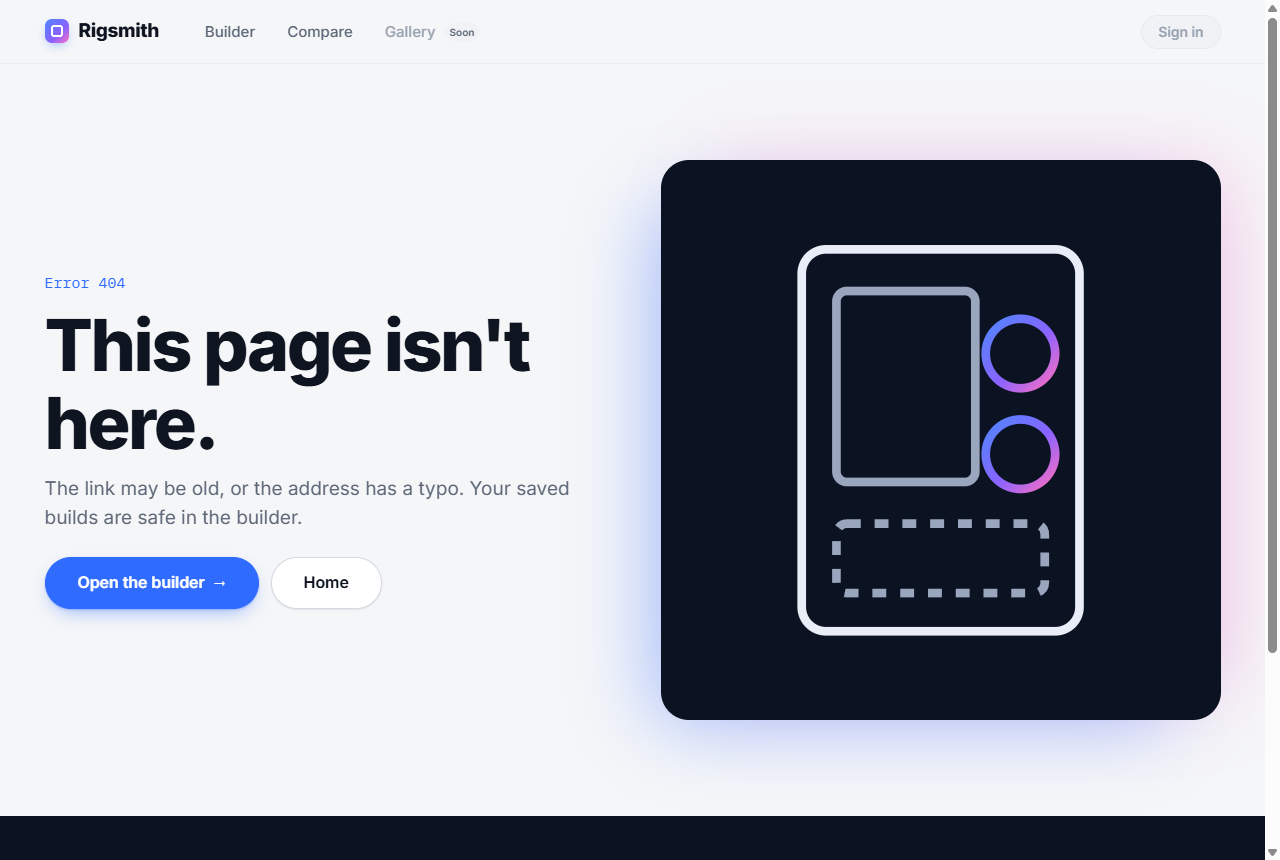 Rigsmith
Builder
Compare
Gallery
Soon
Sign in
Error 404
This page isn't
here.
The link may be old, or the address has a typo. Your saved
builds are safe in the builder.
Open the builder →
Home